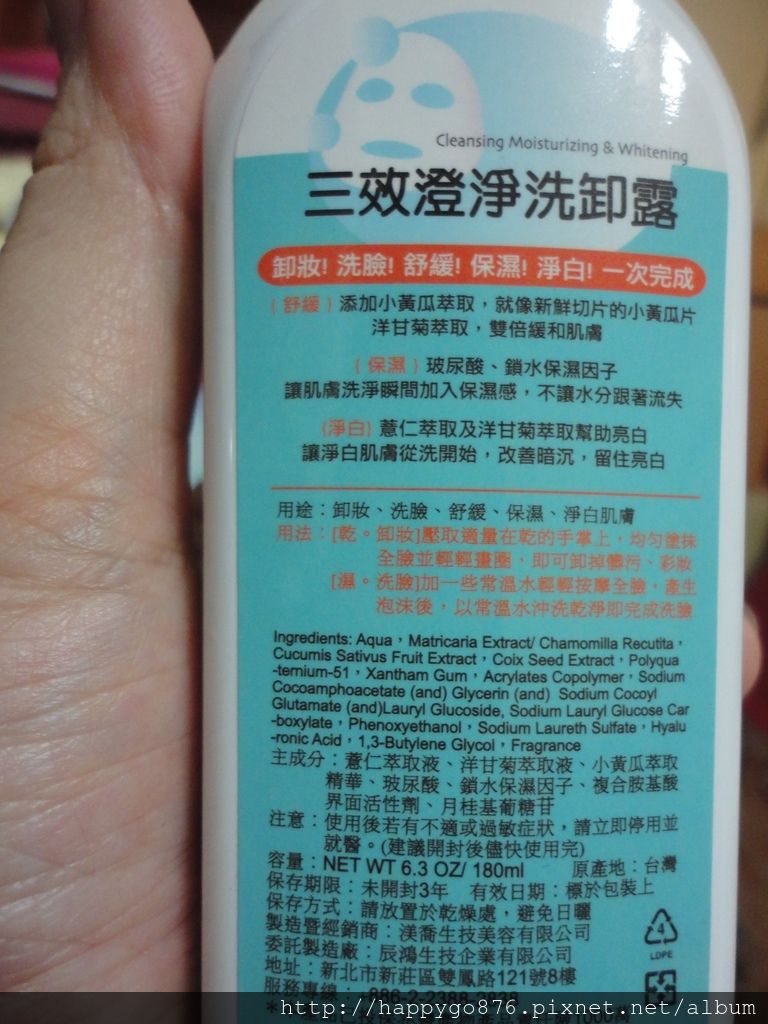 Cleansing Moisturizing & Whitening
三效澄淨洗卸露
卸妝! 洗臉! 舒緩! 保濕! 淨白! 一次完成
{ 舒緩 } 添加小黃瓜萃取，就像新鮮切片的小黃瓜片
洋甘菊萃取，雙倍緩和肌膚
{ 保濕 } 玻尿酸、鎖水保濕因子
讓肌膚洗淨瞬間加入保濕感，不讓水分跟著流失
{淨白} 薏仁萃取及洋甘菊萃取幫助亮白
讓淨白肌膚從洗開始，改善暗沉，留住亮白
用途：卸妝、洗臉、舒緩、保濕、淨白肌膚
用法：[乾。卸妝]壓取適量在乾的手掌上，均勻塗抹
全臉並輕輕畫圈，即可卸掉髒污、彩妝
[濕。洗臉]加一些常溫水輕輕按摩全臉，產生
泡沫後，以常溫水沖洗乾淨即完成洗臉
Ingredients: Aqua，Matricaria Extract/ Chamomilla Recutita，
Cucumis Sativus Fruit Extract，Coix Seed Extract，Polyqua
-ternium-51，Xantham Gum，Acrylates Copolymer，Sodium
Cocoamphoacetate (and) Glycerin (and) Sodium Cocoyl
Glutamate (and)Lauryl Glucoside, Sodium Lauryl Glucose Car
-boxylate，Phenoxyethanol，Sodium Laureth Sulfate，Hyalu
-ronic Acid，1,3-Butylene Glycol，Fragrance
主成分：薏仁萃取液、洋甘菊萃取液、小黃瓜萃取
精華、玻尿酸、鎖水保濕因子、複合胺基酸
界面活性劑、月桂基葡糖苷
注意：使用後若有不適或過敏症狀，請立即停用並
就醫。(建議開封後儘快使用完)
容量：NET WT 6.3 OZ/ 180ml 原產地：台灣
保存期限：未開封3年 有效日期：標於包裝上
保存方式：請放置於乾燥處，避免日曬
製造暨經銷商：渼喬生技美容有限公司
委託製造廠：辰鴻生技企業有限公司
地址：新北市新莊區雙鳳路121號8樓
服務專線：+886-2-2388-
4
LDPE
http://happygo876.pixnet.net/album